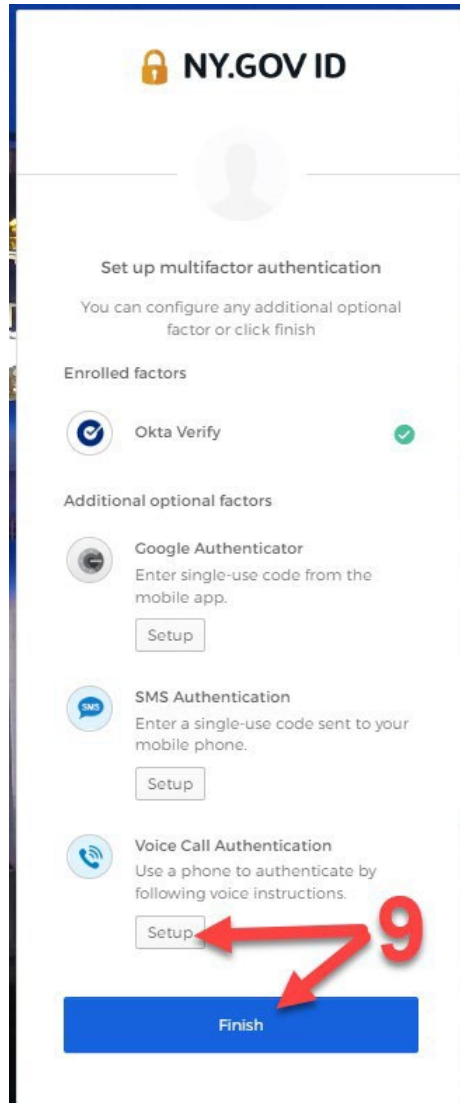 NY.GOV ID
Set up multifactor authentication
You can configure any additional optional
factor or click finish
Enrolled factors
Okta Verify
Additional optional factors
Google Authenticator
Enter single-use code from the
mobile app.
Setup
SMS
SMS Authentication
Enter a single-use code sent to your
mobile phone.
Setup
Voice Call Authentication
Use a phone to authenticate by
following voice instructions.
Setup
9
Finish